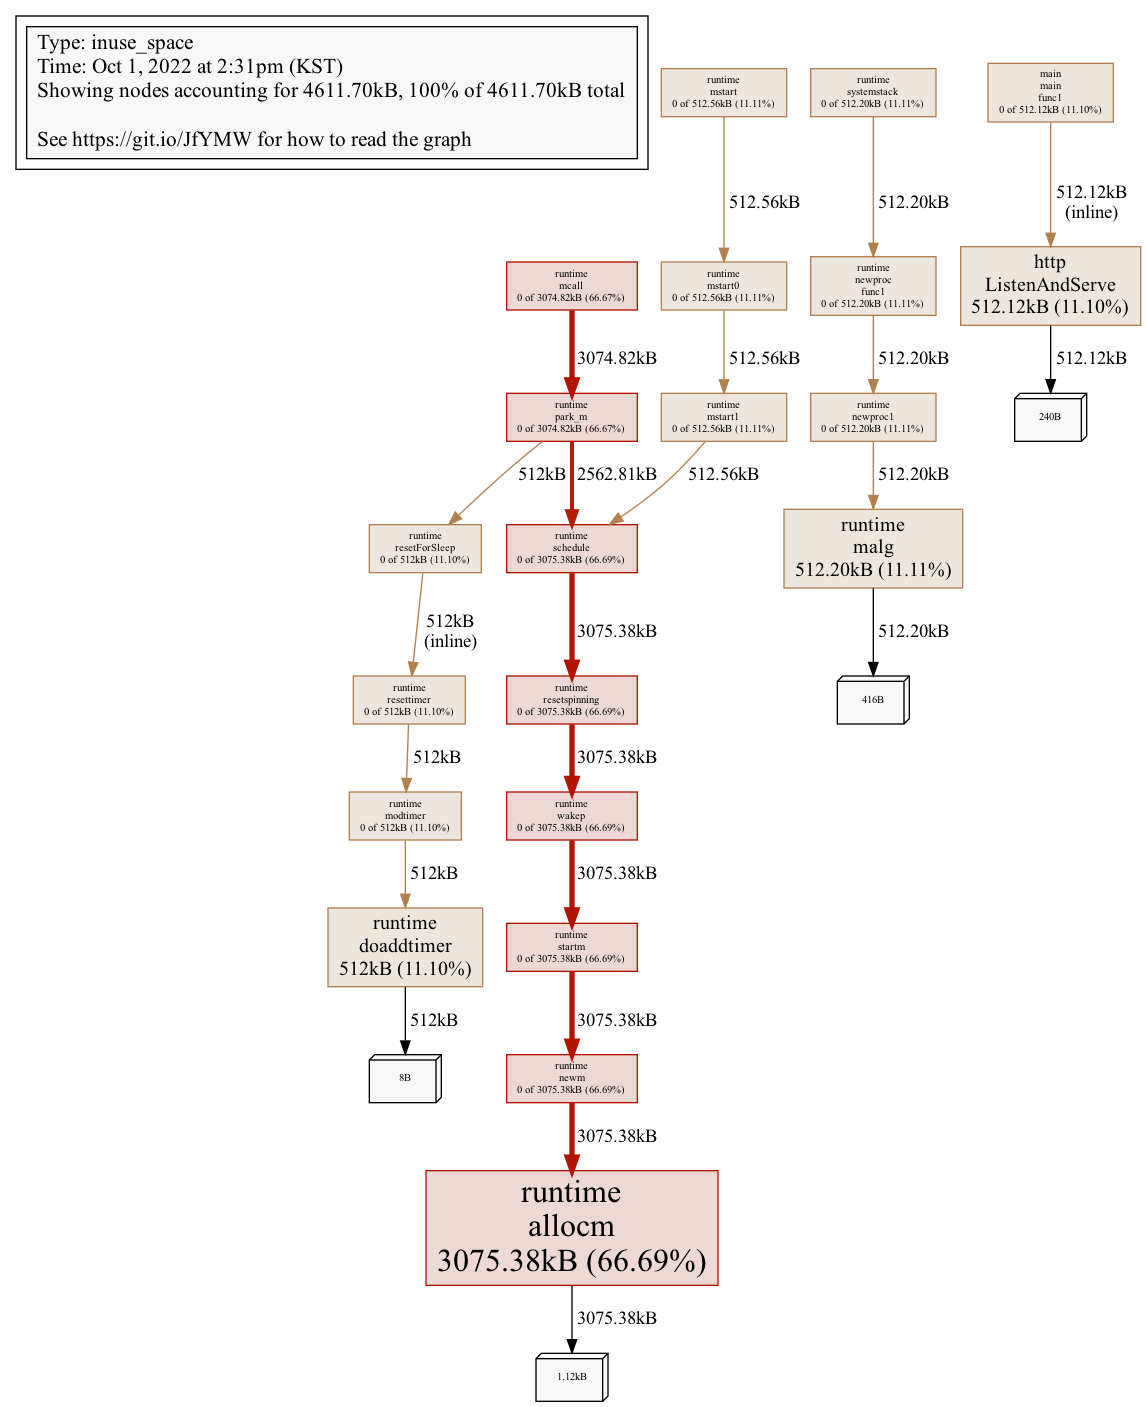 Type: inuse_space
Time: Oct 1, 2022 at 2:31pm (KST)
Showing nodes accounting for 4611.70kB, 100% of 4611.70kB total
See https://git.io/JfYMW for how to read the graph
runtime
mstart
0 of 512.56kB (11.11%)
runtime
systemstack
0 of 512.20kB (11.11%)
main
main
func1
0 of 512.12kB (11.10%)
512.56kB
512.20kB
512.12kB
(inline)
runtime
mcall
0 of 3074.82kB (66.67%)
runtime
mstart0
0 of 512.56kB (11.11%)
runtime
newproc
func1
0 of 512.20kB (11.11%)
http
ListenAndServe
512.12kB (11.10%)
3074.82kB
512.56kB
512.20kB
512.12kB
runtime
park_m
0 of 3074.82kB (66.67%)
runtime
mstart1
0 of 512.56kB (11.11%)
runtime
newproc1
0 of 512.20kB (11.11%)
240B
512kB
2562.81kB
512.56kB
512.20kB
runtime
resetForSleep
0 of 512kB (11.10%)
runtime
schedule
0 of 3075.38kB (66.69%)
runtime
malg
512.20kB (11.11%)
512kB
(inline)
3075.38kB
512.20kB
runtime
resettimer
0 of 512kB (11.10%)
runtime
resetspinning
0 of 3075.38kB (66.69%)
416B
512kB
3075.38kB
runtime
modtimer
0 of 512kB (11.10%)
runtime
wakep
0 of 3075.38kB (66.69%)
512kB
3075.38kB
runtime
doaddtimer
512kB (11.10%)
runtime
startm
0 of 3075.38kB (66.69%)
512kB
3075.38kB
8B
runtime
newm
0 of 3075.38kB (66.69%)
3075.38kB
runtime
allocm
3075.38kB (66.69%)
3075.38kB
1.12kB